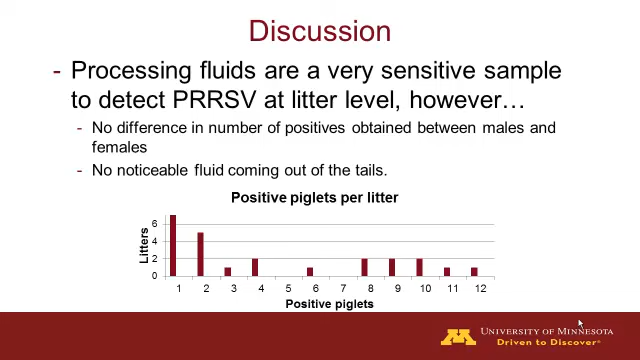 Discussion
- Processing fluids are a very sensitive sample
to detect PRRSV at litter level, however…
- No difference in number of positives obtained between males and
females
- No noticeable fluid coming out of the tails.
Positive piglets per litter
Litters
6
4
2
0
1 2 3 4 5 6 7 8 9 10 11 12
Positive piglets
M
UNIVERSITY OF MINNESOTA
Driven to Discover®